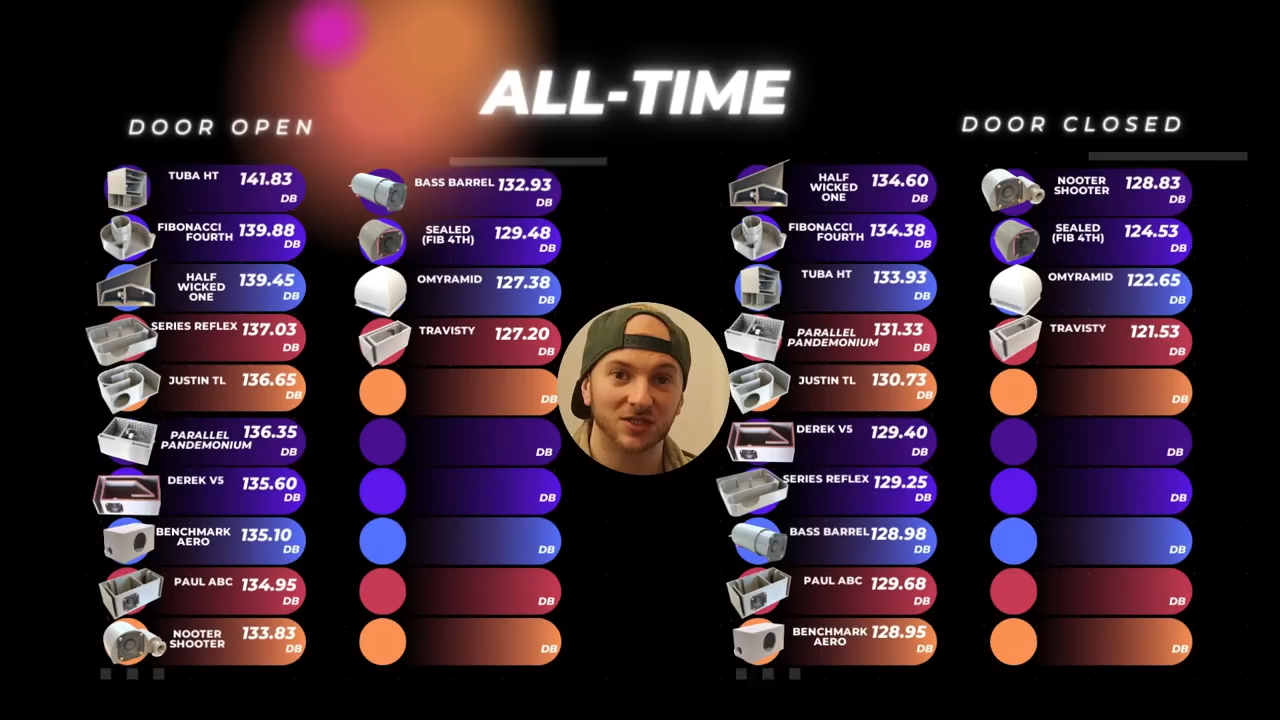 ALL-TIME
DOOR OPEN
TUBA HT 141.83 DB
FIBONACCI FOURTH 139.88 DB
HALF WICKED ONE 139.45 DB
SERIES REFLEX 137.03 DB
JUSTIN TL 136.65 DB
PARALLEL PANDEMONIUM 136.35 DB
DEREK V5 135.60 DB
BENCHMARK AERO 135.10 DB
PAUL ABC 134.95 DB
NOOTER SHOOTER 133.83 DB
BASS BARREL 132.93 DB
SEALED (FIB 4TH) 129.48 DB
OMYRAMID 127.38 DB
TRAVISTY 127.20 DB
DB
DB
DB
DB
DB
DB
DOOR CLOSED
HALF WICKED ONE 134.60 DB
FIBONACCI FOURTH 134.38 DB
TUBA HT 133.93 DB
PARALLEL PANDEMONIUM 131.33 DB
JUSTIN TL 130.73 DB
DEREK V5 129.40 DB
SERIES REFLEX 129.25 DB
BASS BARREL 128.98 DB
PAUL ABC 129.68 DB
BENCHMARK AERO 128.95 DB
NOOTER SHOOTER 128.83 DB
SEALED (FIB 4TH) 124.53 DB
OMYRAMID 122.65 DB
TRAVISTY 121.53 DB
DB
DB
DB
DB
DB
DB